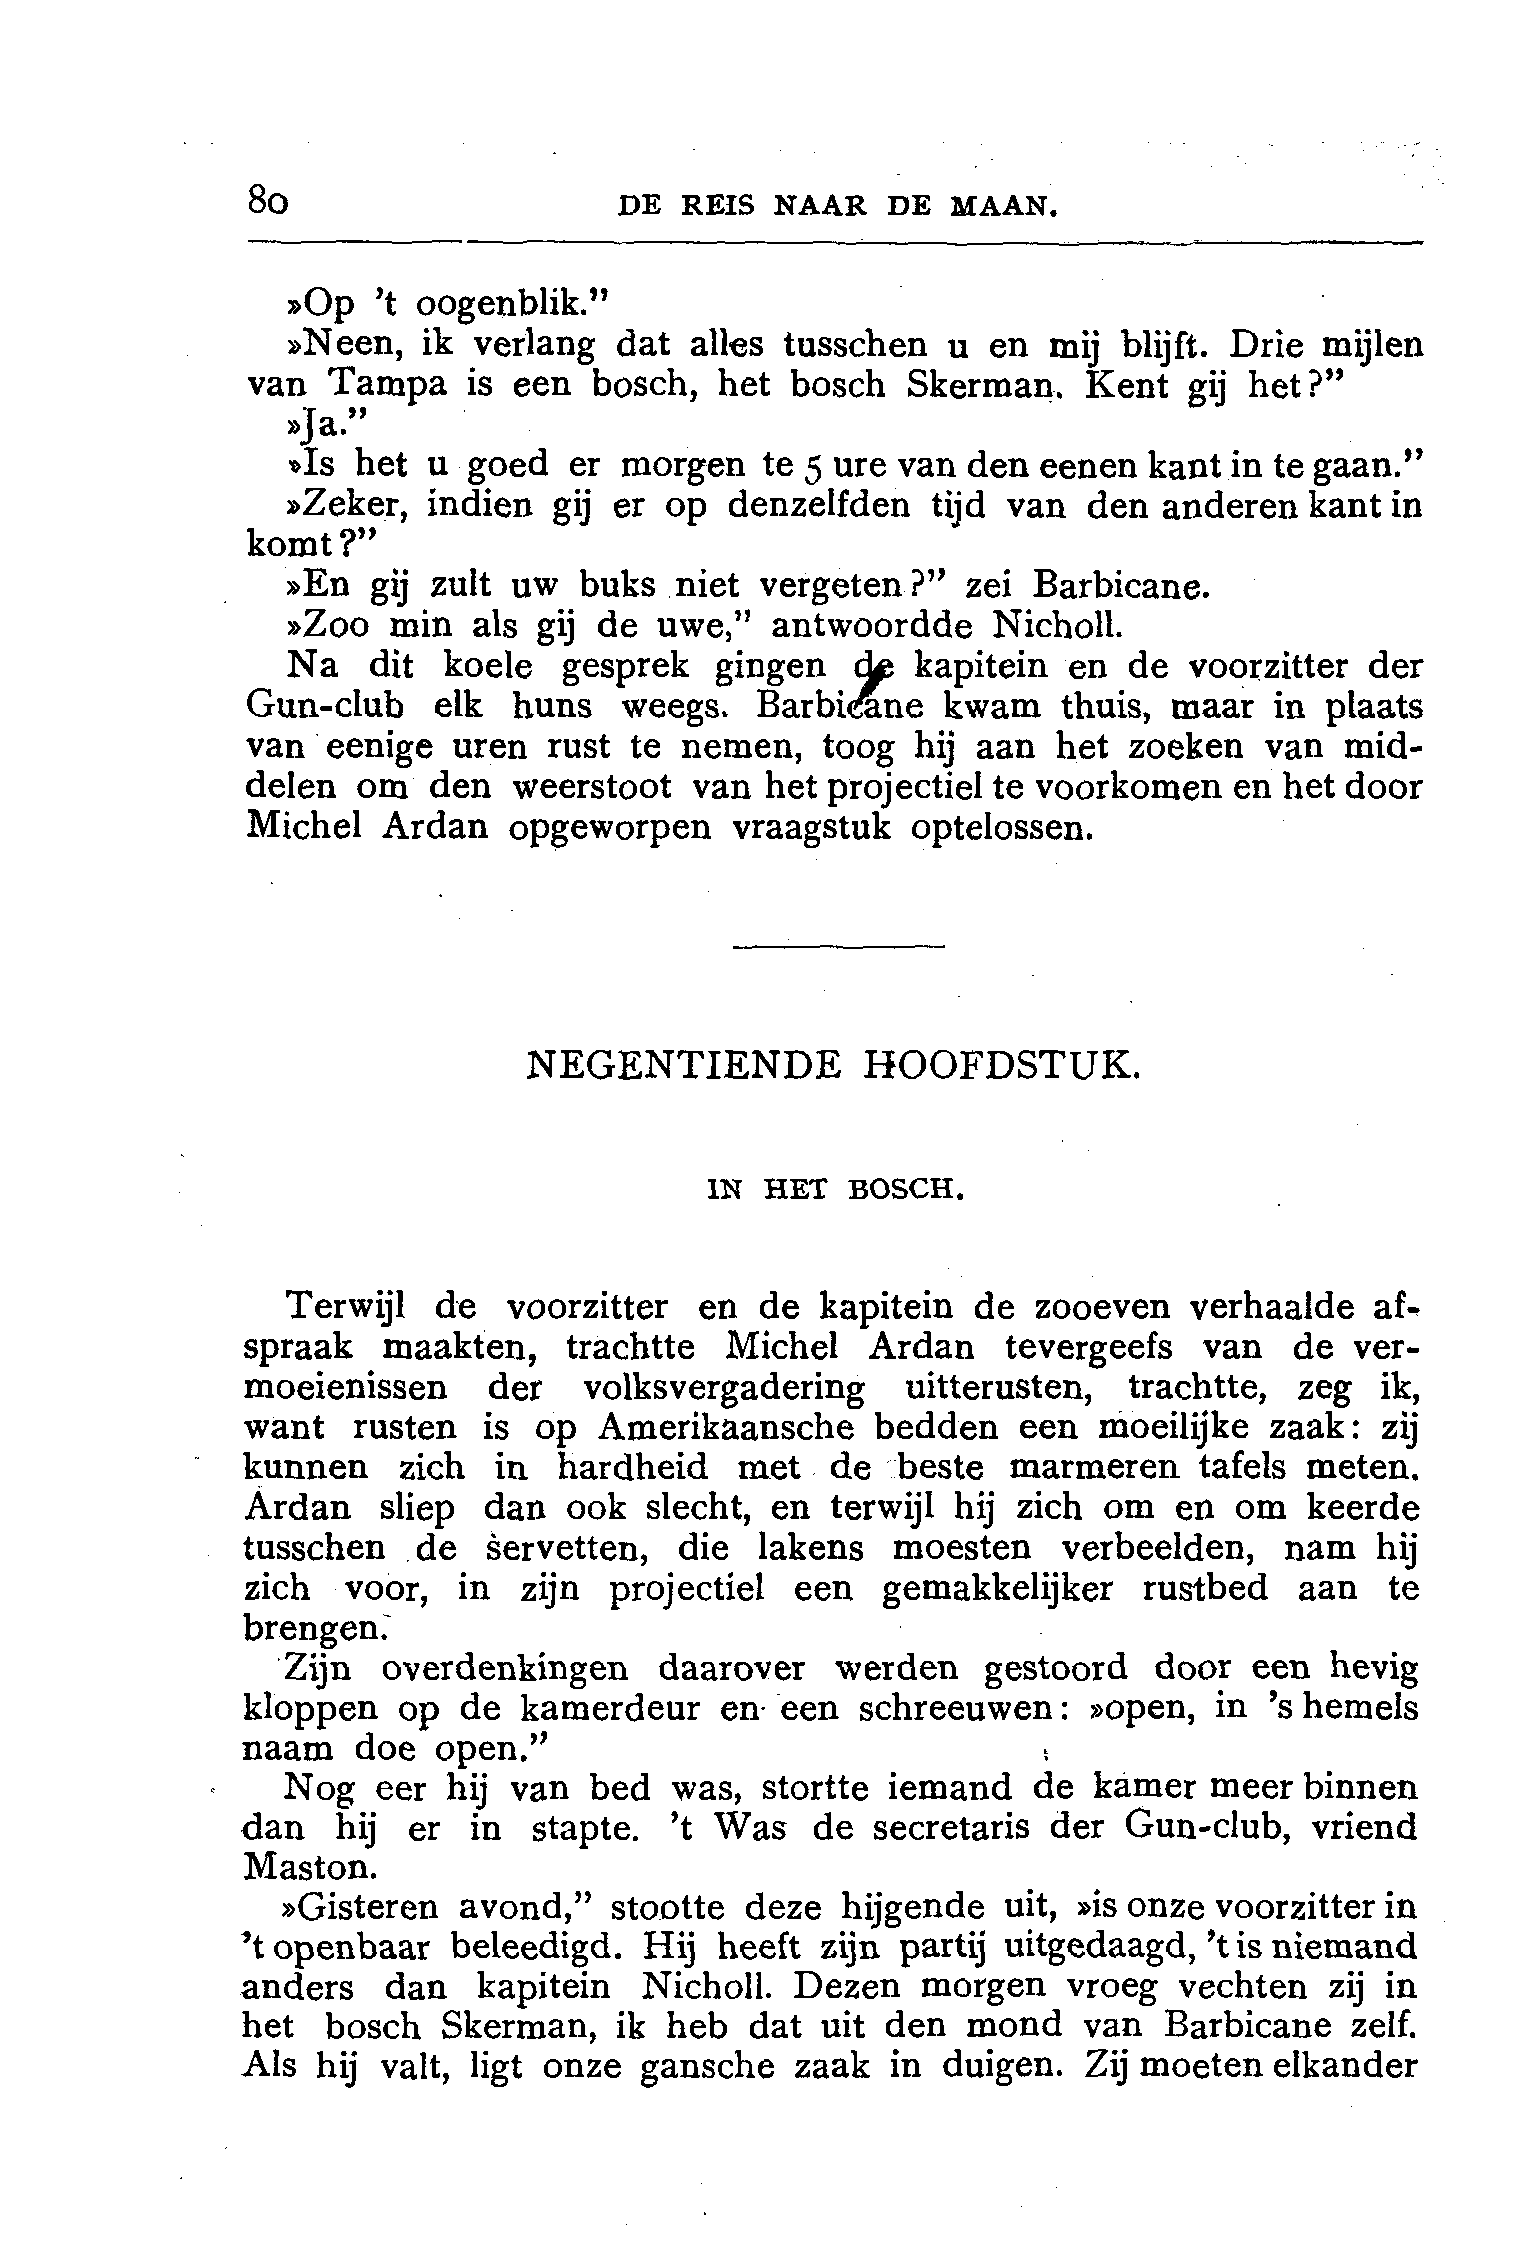 80 DE REIS NAAR DE MAAN.
»Op 't oogenblik."
»Neen, ik verlang dat alles tusschen u en mij blijft. Drie mijlen
van Tampa is een bosch, het bosch Skerman. Kent gij het?"
»Ja."
»Is het u goed er morgen te 5 ure van den eenen kant in te gaan."
»Zeker, indien gij er op denzelfden tijd van den anderen kant in
komt?"
»En gij zult uw buks niet vergeten?" zei Barbicane.
»Zoo min als gij de uwe," antwoordde Nicholl.
Na dit koele gesprek gingen de kapitein en de voorzitter der
Gun-club elk huns weegs. Barbicane kwam thuis, maar in plaats
van eenige uren rust te nemen, toog hij aan het zoeken van mid-
delen om den weerstoot van het projectiel te voorkomen en het door
Michel Ardan opgeworpen vraagstuk optelossen.
NEGENTIENDE HOOFDSTUK.
IN HET BOSCH.
Terwijl de voorzitter en de kapitein de zooeven verhaalde af-
spraak maakten, trachtte Michel Ardan tevergeefs van de ver-
moeienissen der volksvergadering uitterusten, trachtte, zeg ik,
want rusten is op Amerikaansche bedden een moeilijke zaak: zij
kunnen zich in hardheid met de beste marmeren tafels meten.
Ardan sliep dan ook slecht, en terwijl hij zich om en om keerde
tusschen de servetten, die lakens moesten verbeelden, nam hij
zich voor, in zijn projectiel een gemakkelijker rustbed aan te
brengen.
Zijn overdenkingen daarover werden gestoord door een hevig
kloppen op de kamerdeur en een schreeuwen: »open, in 's hemels
naam doe open."
Nog eer hij van bed was, stortte iemand de kamer meer binnen
dan hij er in stapte. 't Was de secretaris der Gun-club, vriend
Maston.
»Gisteren avond," stootte deze hijgende uit, »is onze voorzitter in
't openbaar beleedigd. Hij heeft zijn partij uitgedaagd, 't is niemand
anders dan kapitein Nicholl. Dezen morgen vroeg vechten zij in
het bosch Skerman, ik heb dat uit den mond van Barbicane zelf.
Als hij valt, ligt onze gansche zaak in duigen. Zij moeten elkander